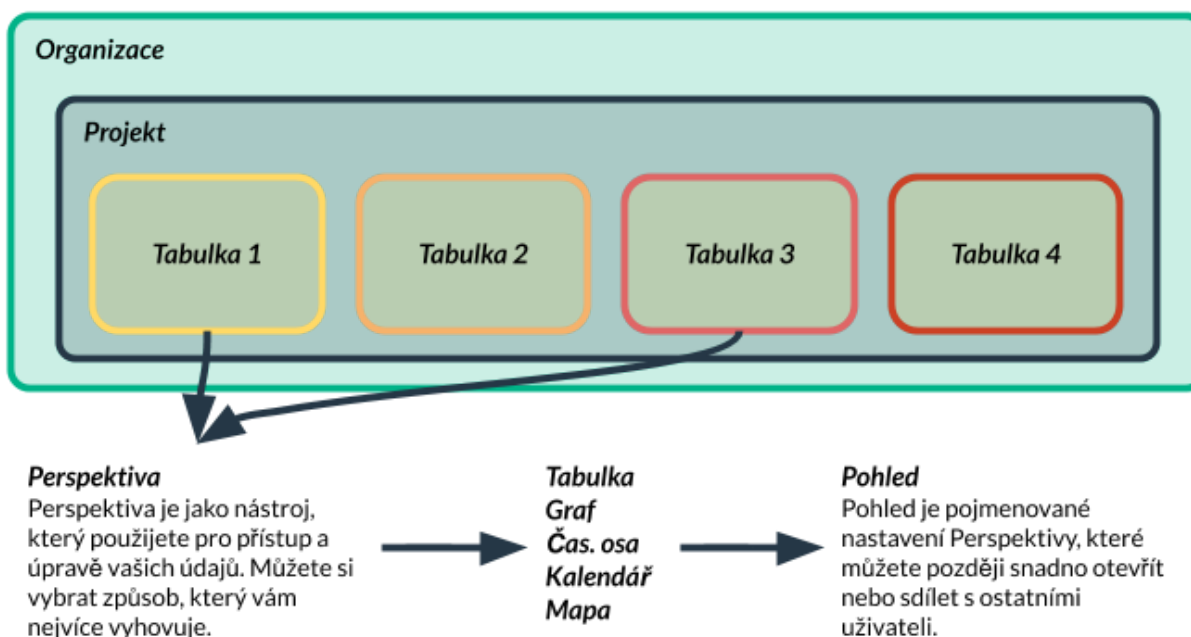 Organizace
Projekt
Tabulka 1
Tabulka 2
Tabulka 3
Tabulka 4
Perspektiva
Perspektiva je jako nástroj,
který použijete pro přístup a
úpravě vašich údajů. Můžete si
vybrat způsob, který vám
nejvíce vyhovuje.
Tabulka
Graf
Čas. osa
Kalendář
Mapa
Pohled
Pohled je pojmenované
nastavení Perspektivy, které
můžete později snadno otevřít
nebo sdílet s ostatními
uživateli.